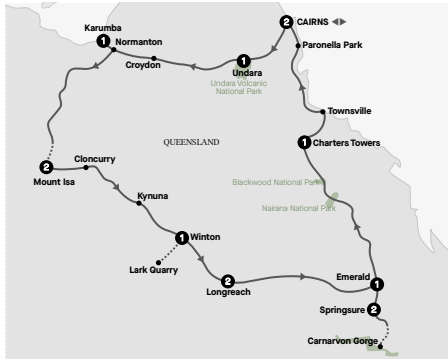 2 CAIRNS
Karumba
1
Normanton
Paronella Park
Croydon
1
Undara
Undara Volcanic
National Park
Townsville
QUEENSLAND
1 Charters Towers
Cloncurry
2
Mount Isa
Blackwood National Park
Kynuna
Nairana National Park
1 Winton
Lark Quarry
Emerald
1
2
Longreach
Springsure
2
Carnarvon Gorge